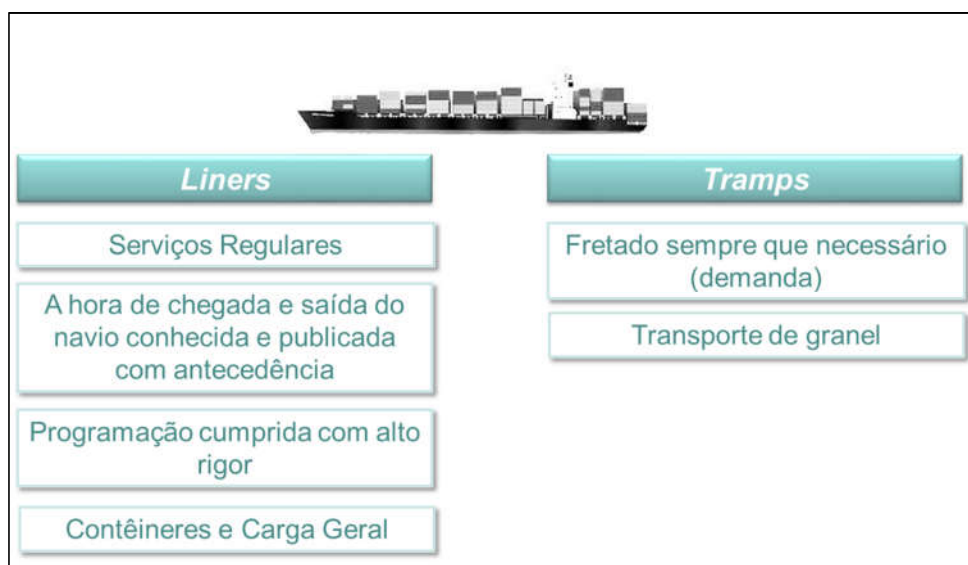 Liners
Serviços Regulares
A hora de chegada e saída do
navio conhecida e publicada
com antecedência
Programação cumprida com alto
rigor
Contêineres e Carga Geral
Tramps
Fretado sempre que necessário
(demanda)
Transporte de granel